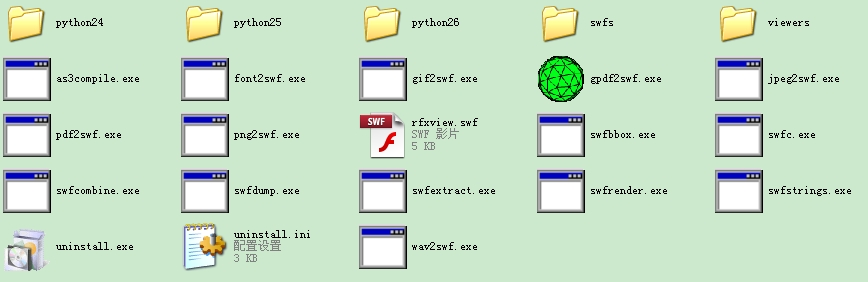 python24
python25
python26
swfs
viewers
as3compile.exe
font2swf.exe
gif2swf.exe
gpdf2swf.exe
jpeg2swf.exe
pdf2swf.exe
png2swf.exe
SWF
rfxview.swf
SWF 影片
5 KB
swfbbox.exe
swfc.exe
swfcombine.exe
swfdump.exe
swfextract.exe
swfrender.exe
swfstrings.exe
uninstall.exe
uninstall.ini
配置设置
3 KB
wav2swf.exe